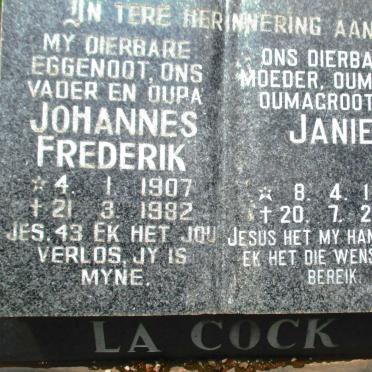 IN TERE HERINNERING AAN
MY DIERBARE
EGGENOOT, ONS
VADER EN OUPA
JOHANNES
FREDERIK
☆ 4. 1. 1907
† 21. 3. 1982
JES. 43 EK HET JOU
VERLOS, JY IS
MYNE.
ONS DIERBA
MOEDER, OUM
OUMAGROOT
JANIE
☆ 8. 4. 1
† 20. 7. 2
JESUS HET MY HAN
EK HET DIE WENS
BEREIK.
LA COCK